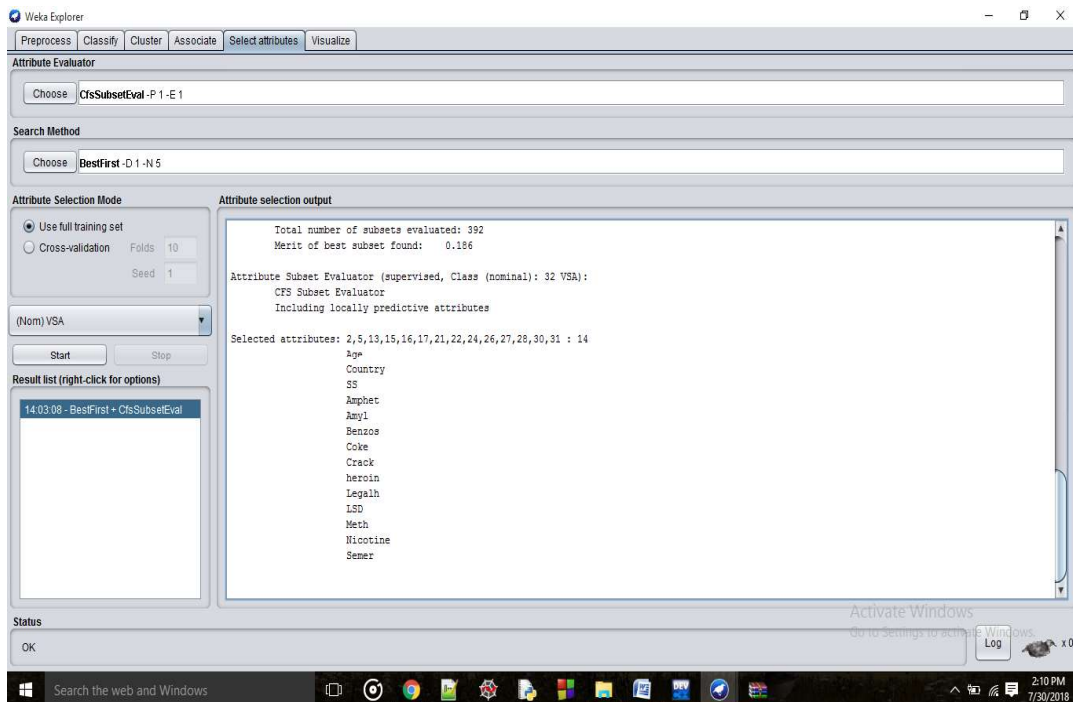 Weka Explorer
Preprocess Classify Cluster Associate Select attributes Visualize
Attribute Evaluator
Choose CfsSubsetEval -P 1 -E 1
Search Method
Choose BestFirst -D 1 -N 5
Attribute Selection Mode
Use full training set
Cross-validation Folds 10
Seed 1
(Nom) VSA
Start Stop
Result list (right-click for options)
14:03:08 - BestFirst + CfsSubsetEval
Attribute selection output
Total number of subsets evaluated: 392
Merit of best subset found: 0.186
Attribute Subset Evaluator (supervised, Class (nominal): 32 VSA):
CFS Subset Evaluator
Including locally predictive attributes
Selected attributes: 2,5,13,15,16,17,21,22,24,26,27,28,30,31 : 14
Age
Country
SS
Amphet
Amyl
Benzos
Coke
Crack
heroin
Legalh
LSD
Meth
Nicotine
Semer
Activate Windows
Go to Settings to activate Windows.
Status
OK
Log x 0
Search the web and Windows
DEV
2:10 PM
7/30/2018